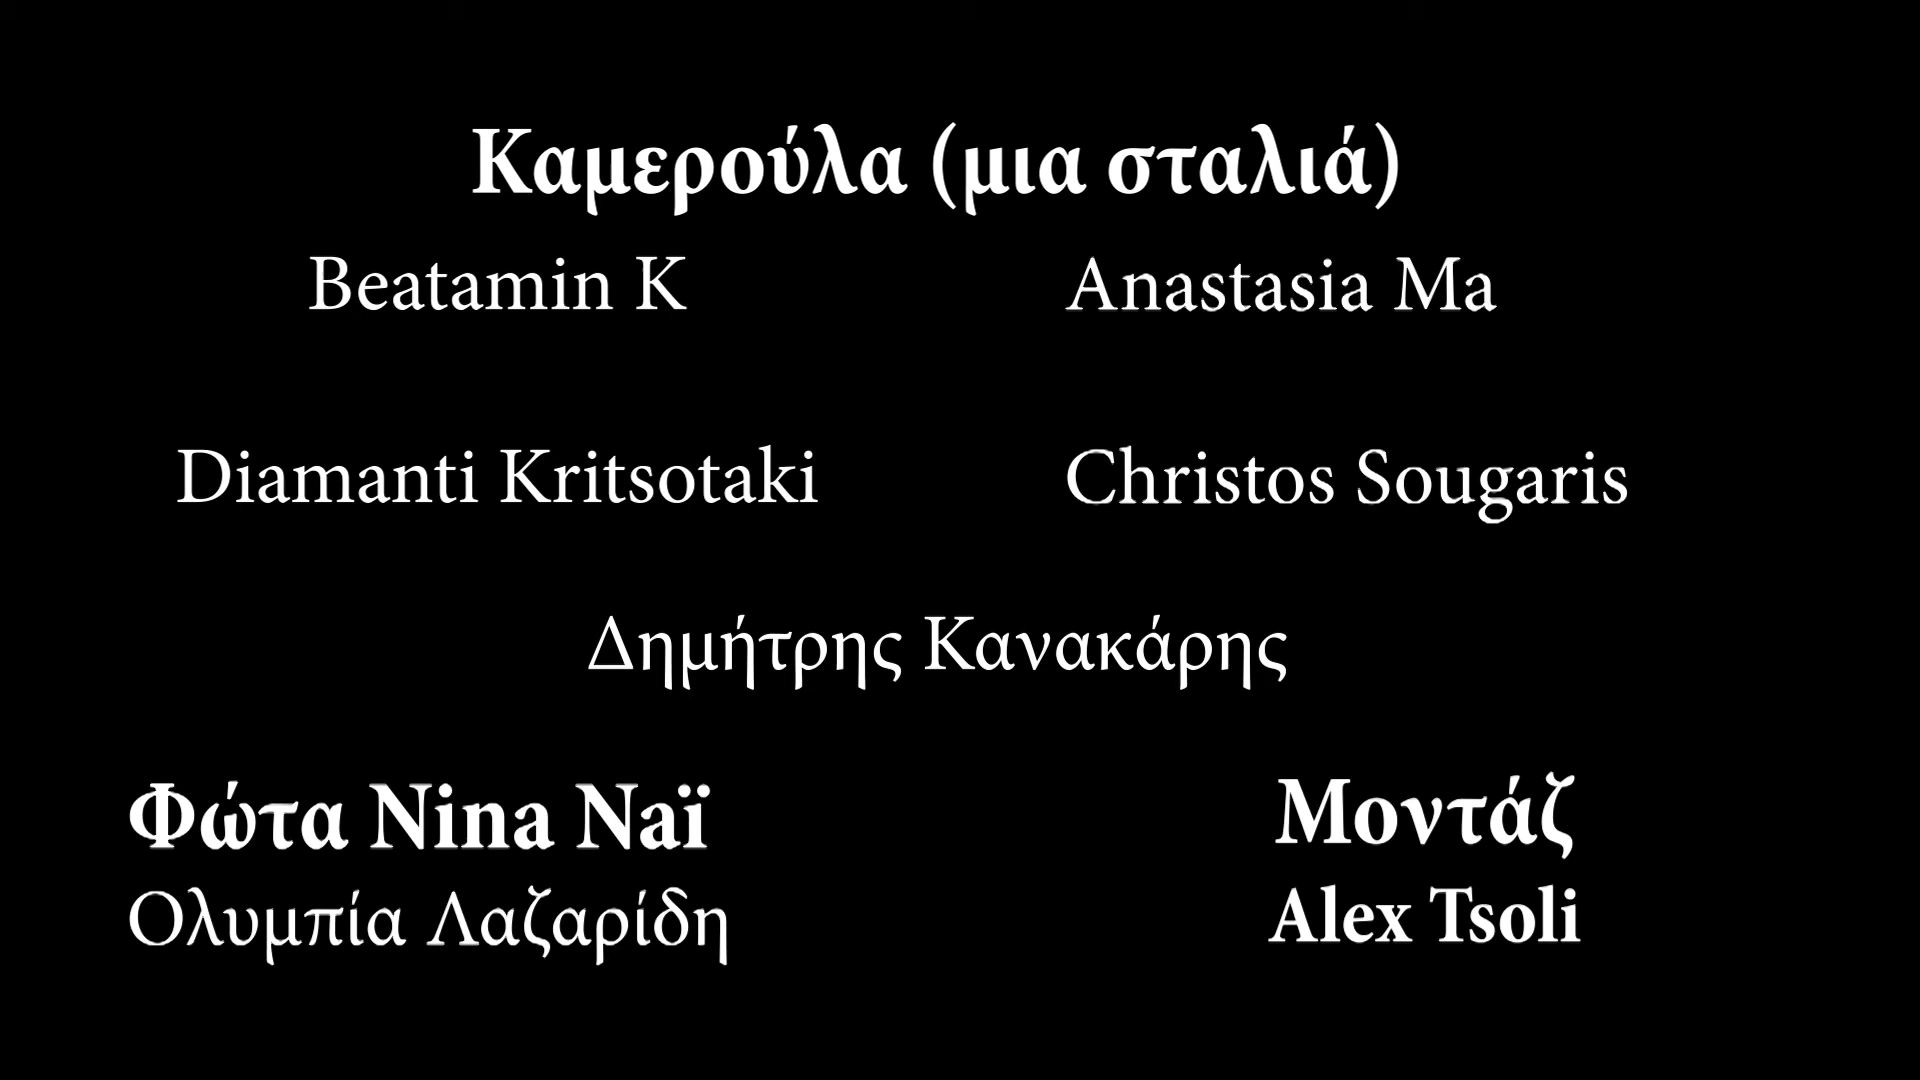 Καμερούλα (μια σταλιά)
Beatamin K
Anastasia Ma
Diamanti Kritsotaki
Christos Sougaris
Δημήτρης Κανακάρης
Φώτα Nina Naï
Ολυμπία Λαζαρίδη
Μοντάζ
Alex Tsoli